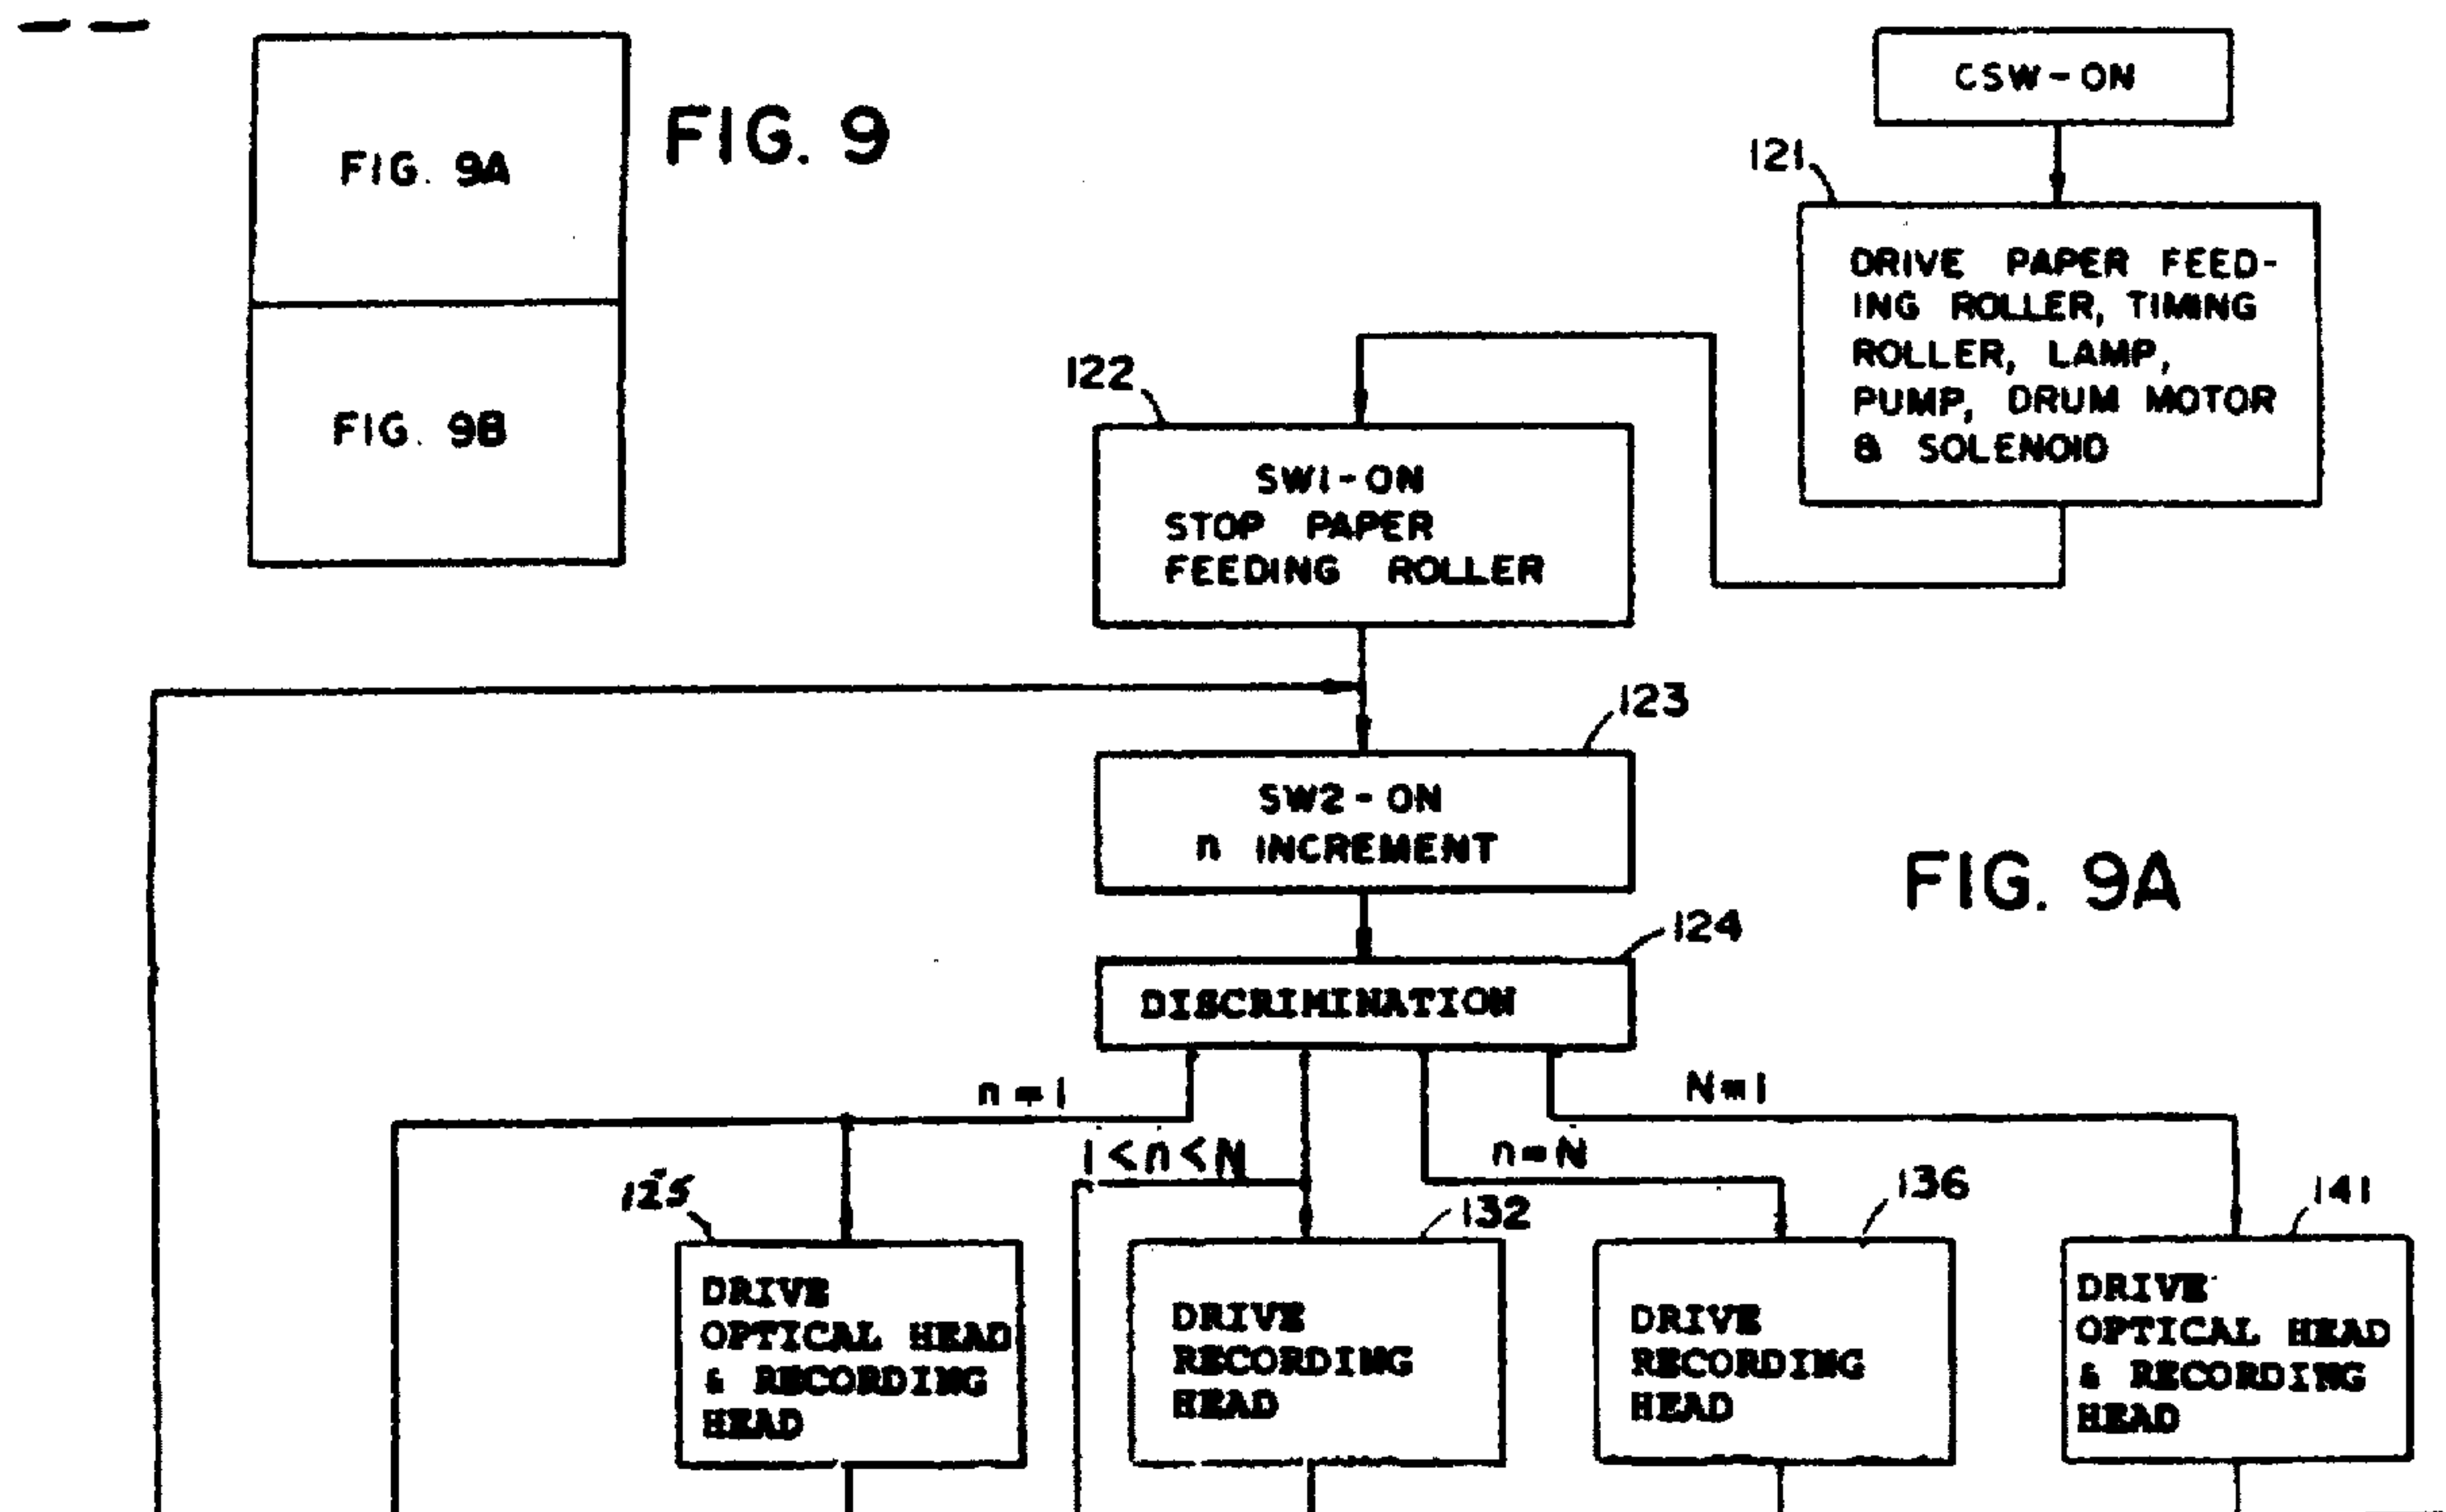 FIG. 9
FIG. 9A
FIG. 9B
CSW-ON
121
DRIVE PAPER FEED-
ING ROLLER, TIMING
ROLLER, LAMP,
PUMP, DRUM MOTOR
& SOLENOID
122
SW1-ON
STOP PAPER
FEEDING ROLLER
123
SW2-ON
n INCREMENT
FIG. 9A
124
DISCRIMINATION
n=1
1<n<N
n=N
N=1
125
DRIVE
OPTICAL HEAD
& RECORDING
HEAD
132
DRIVE
RECORDING
HEAD
136
DRIVE
RECORDING
HEAD
141
DRIVE
OPTICAL HEAD
& RECORDING
HEAD